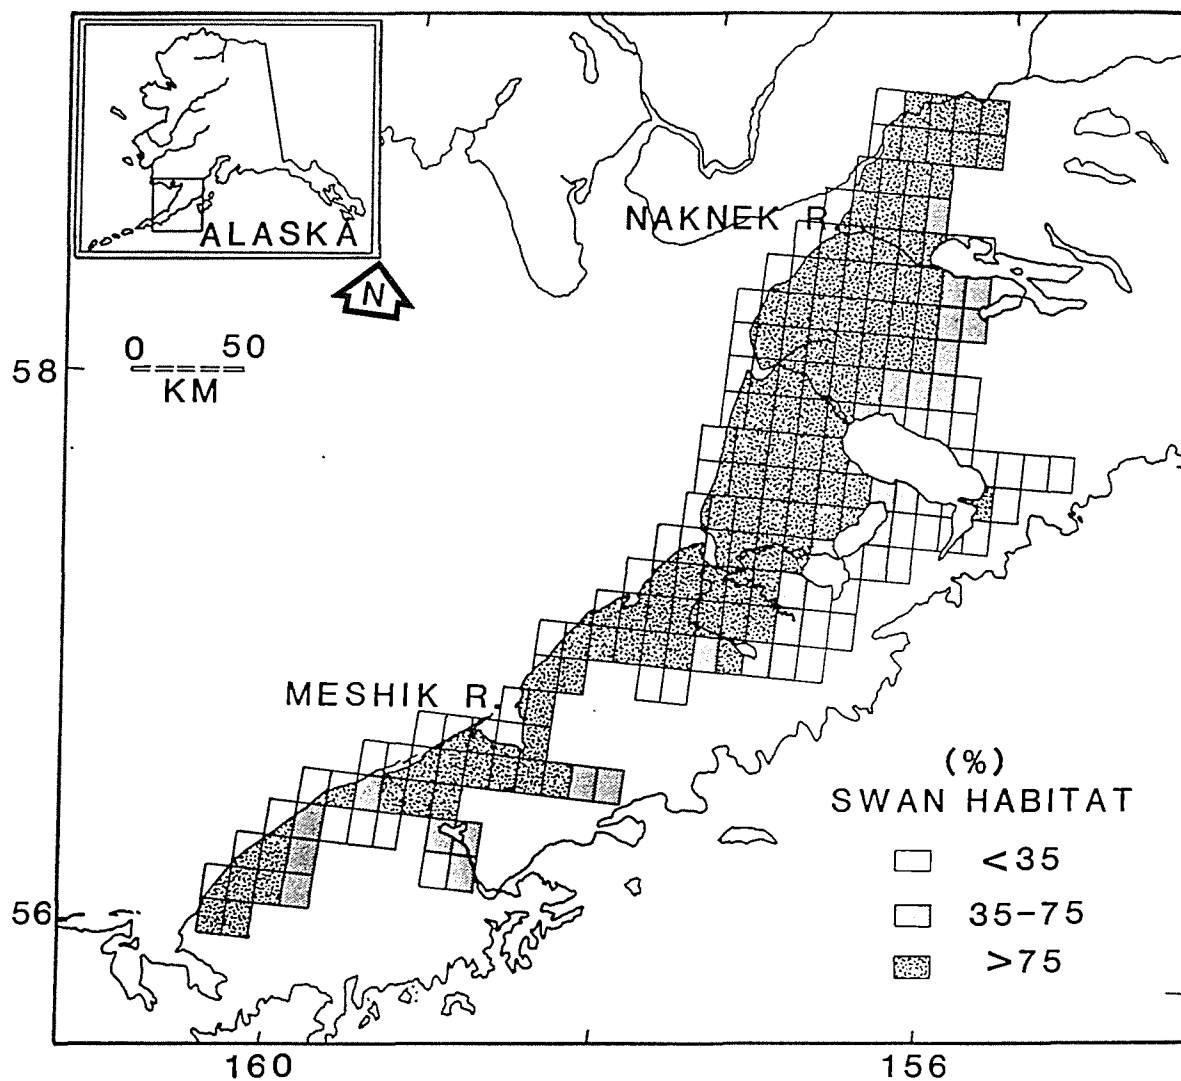 ALASKA
N
0 50
KM
NAKNEK R.
58
MESHIK R.
(%)
SWAN HABITAT
<35
35-75
>75
56
160
156